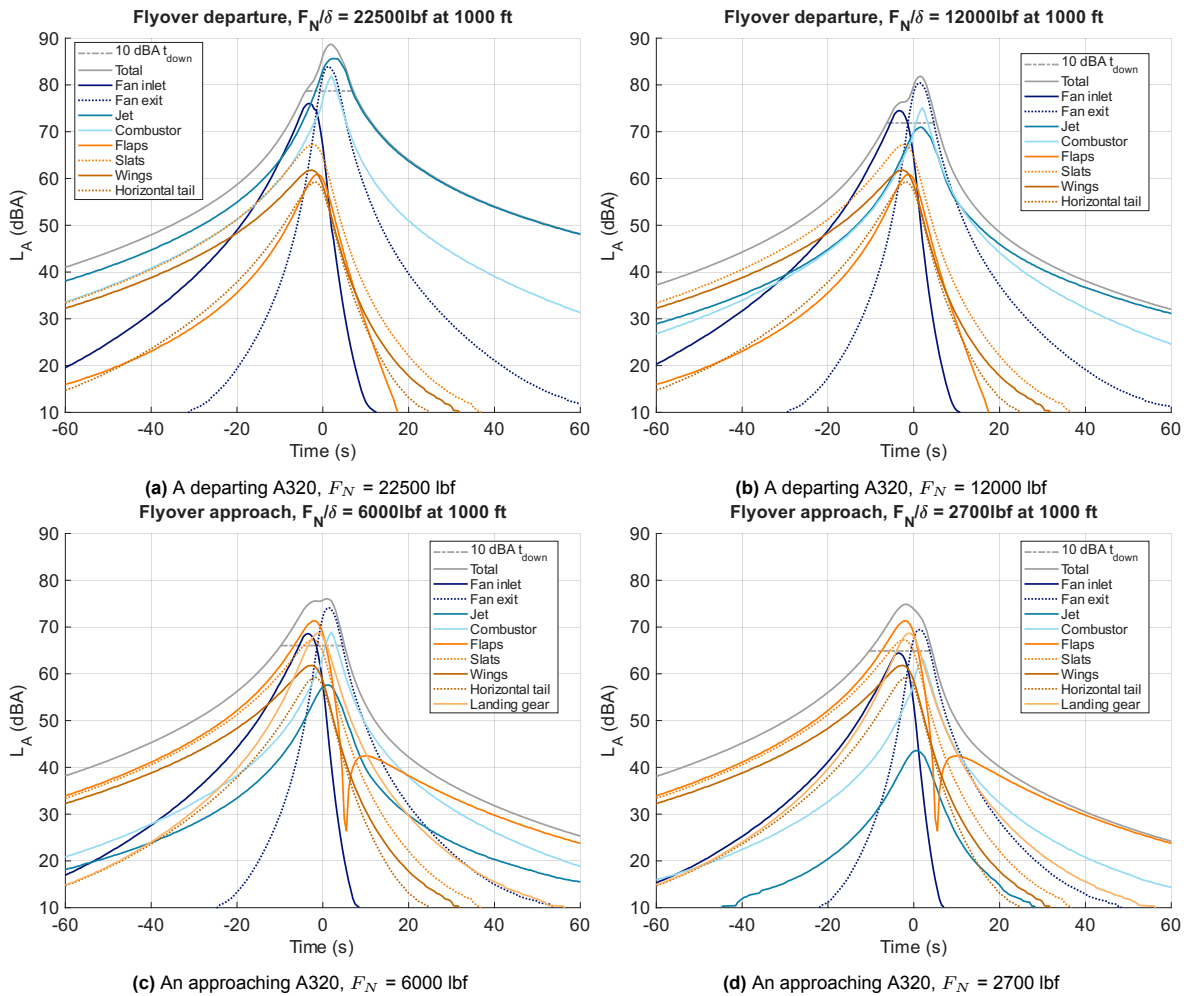 Flyover departure, F_N/δ = 22500lbf at 1000 ft
90
80
70
60
50
40
30
20
10
L_A (dBA)
-60 -40 -20 0 20 40 60
Time (s)
10 dBA t_down
Total
Fan inlet
Fan exit
Jet
Combustor
Flaps
Slats
Wings
Horizontal tail
(a) A departing A320, F_N = 22500 lbf
Flyover departure, F_N/δ = 12000lbf at 1000 ft
90
80
70
60
50
40
30
20
10
L_A (dBA)
-60 -40 -20 0 20 40 60
Time (s)
10 dBA t_down
Total
Fan inlet
Fan exit
Jet
Combustor
Flaps
Slats
Wings
Horizontal tail
(b) A departing A320, F_N = 12000 lbf
Flyover approach, F_N/δ = 6000lbf at 1000 ft
90
80
70
60
50
40
30
20
10
L_A (dBA)
-60 -40 -20 0 20 40 60
Time (s)
10 dBA t_down
Total
Fan inlet
Fan exit
Jet
Combustor
Flaps
Slats
Wings
Horizontal tail
Landing gear
(c) An approaching A320, F_N = 6000 lbf
Flyover approach, F_N/δ = 2700lbf at 1000 ft
90
80
70
60
50
40
30
20
10
L_A (dBA)
-60 -40 -20 0 20 40 60
Time (s)
10 dBA t_down
Total
Fan inlet
Fan exit
Jet
Combustor
Flaps
Slats
Wings
Horizontal tail
Landing gear
(d) An approaching A320, F_N = 2700 lbf